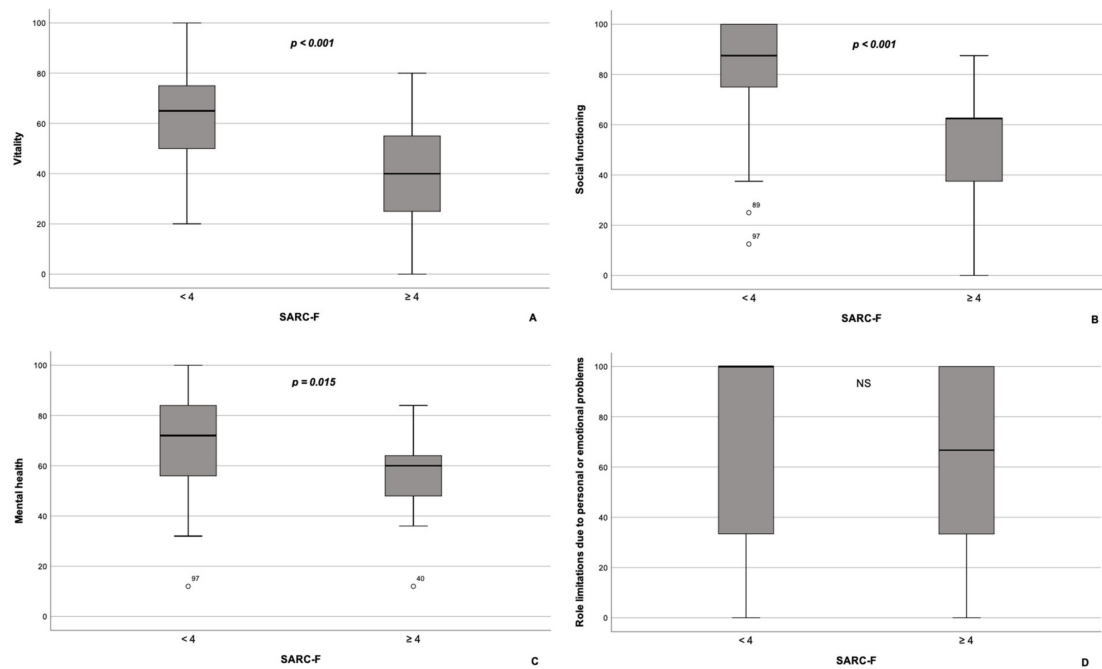 100
80
60
40
20
0
Vitality
p < 0.001
< 4
≥ 4
SARC-F
A
100
80
60
40
20
0
Social functioning
p < 0.001
89
97
< 4
≥ 4
SARC-F
B
100
80
60
40
20
0
Mental health
p = 0.015
97
40
< 4
≥ 4
SARC-F
C
100
80
60
40
20
0
Role limitations due to personal or emotional problems
NS
< 4
≥ 4
SARC-F
D